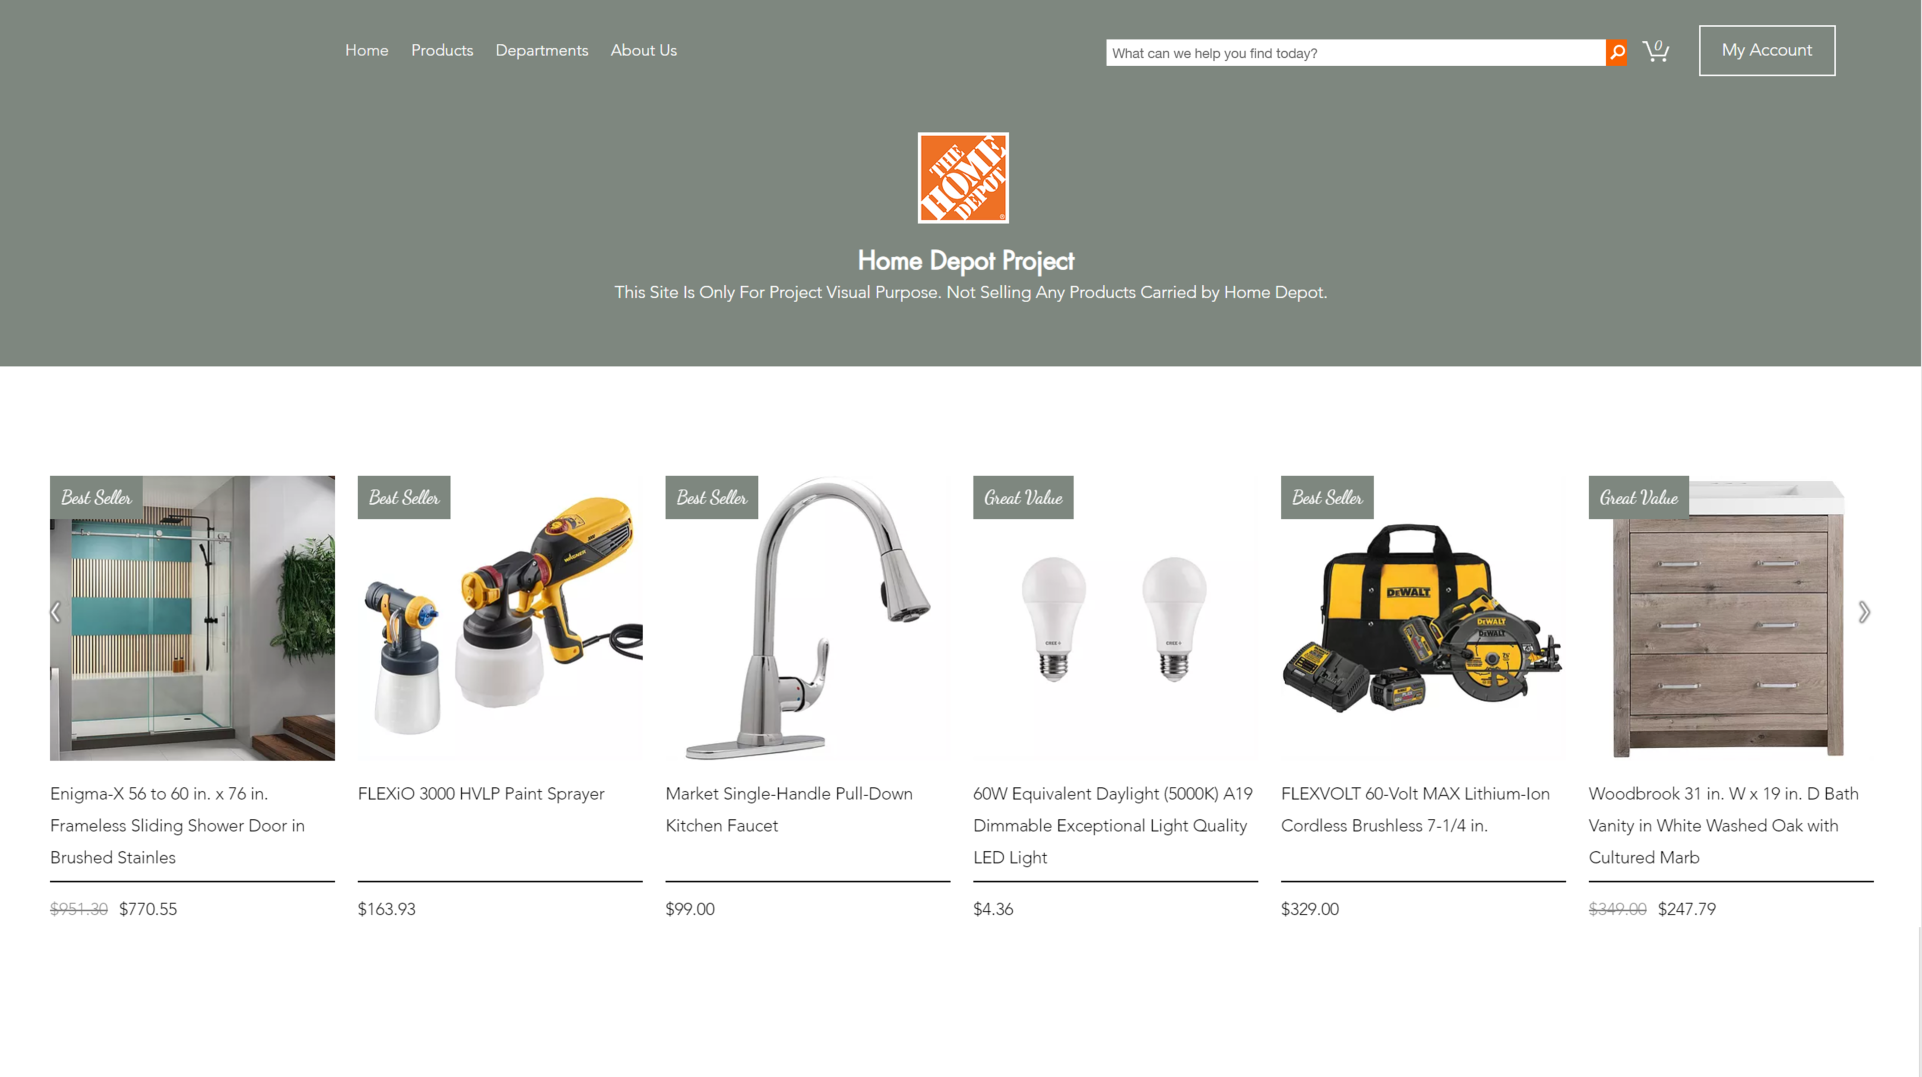 Home Products Departments About Us
What can we help you find today?
0
My Account
THE
HOME
DEPOT
®
Home Depot Project
This Site Is Only For Project Visual Purpose. Not Selling Any Products Carried by Home Depot.
Best Seller
Best Seller
Best Seller
Great Value
Best Seller
Great Value
CREE
CREE
DEWALT
DEWALT
DEWALT
Enigma-X 56 to 60 in. x 76 in.
Frameless Sliding Shower Door in
Brushed Stainles
$951.30 $770.55
FLEXiO 3000 HVLP Paint Sprayer
$163.93
Market Single-Handle Pull-Down
Kitchen Faucet
$99.00
60W Equivalent Daylight (5000K) A19
Dimmable Exceptional Light Quality
LED Light
$4.36
FLEXVOLT 60-Volt MAX Lithium-Ion
Cordless Brushless 7-1/4 in.
$329.00
Woodbrook 31 in. W x 19 in. D Bath
Vanity in White Washed Oak with
Cultured Marb
$349.00 $247.79